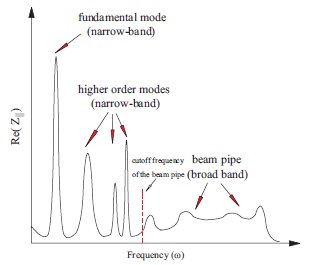 fundamental mode
(narrow-band)
higher order modes
(narrow-band)
cutoff frequency
of the beam pipe
beam pipe
(broad band)
Re(Z||)
Frequency (ω)